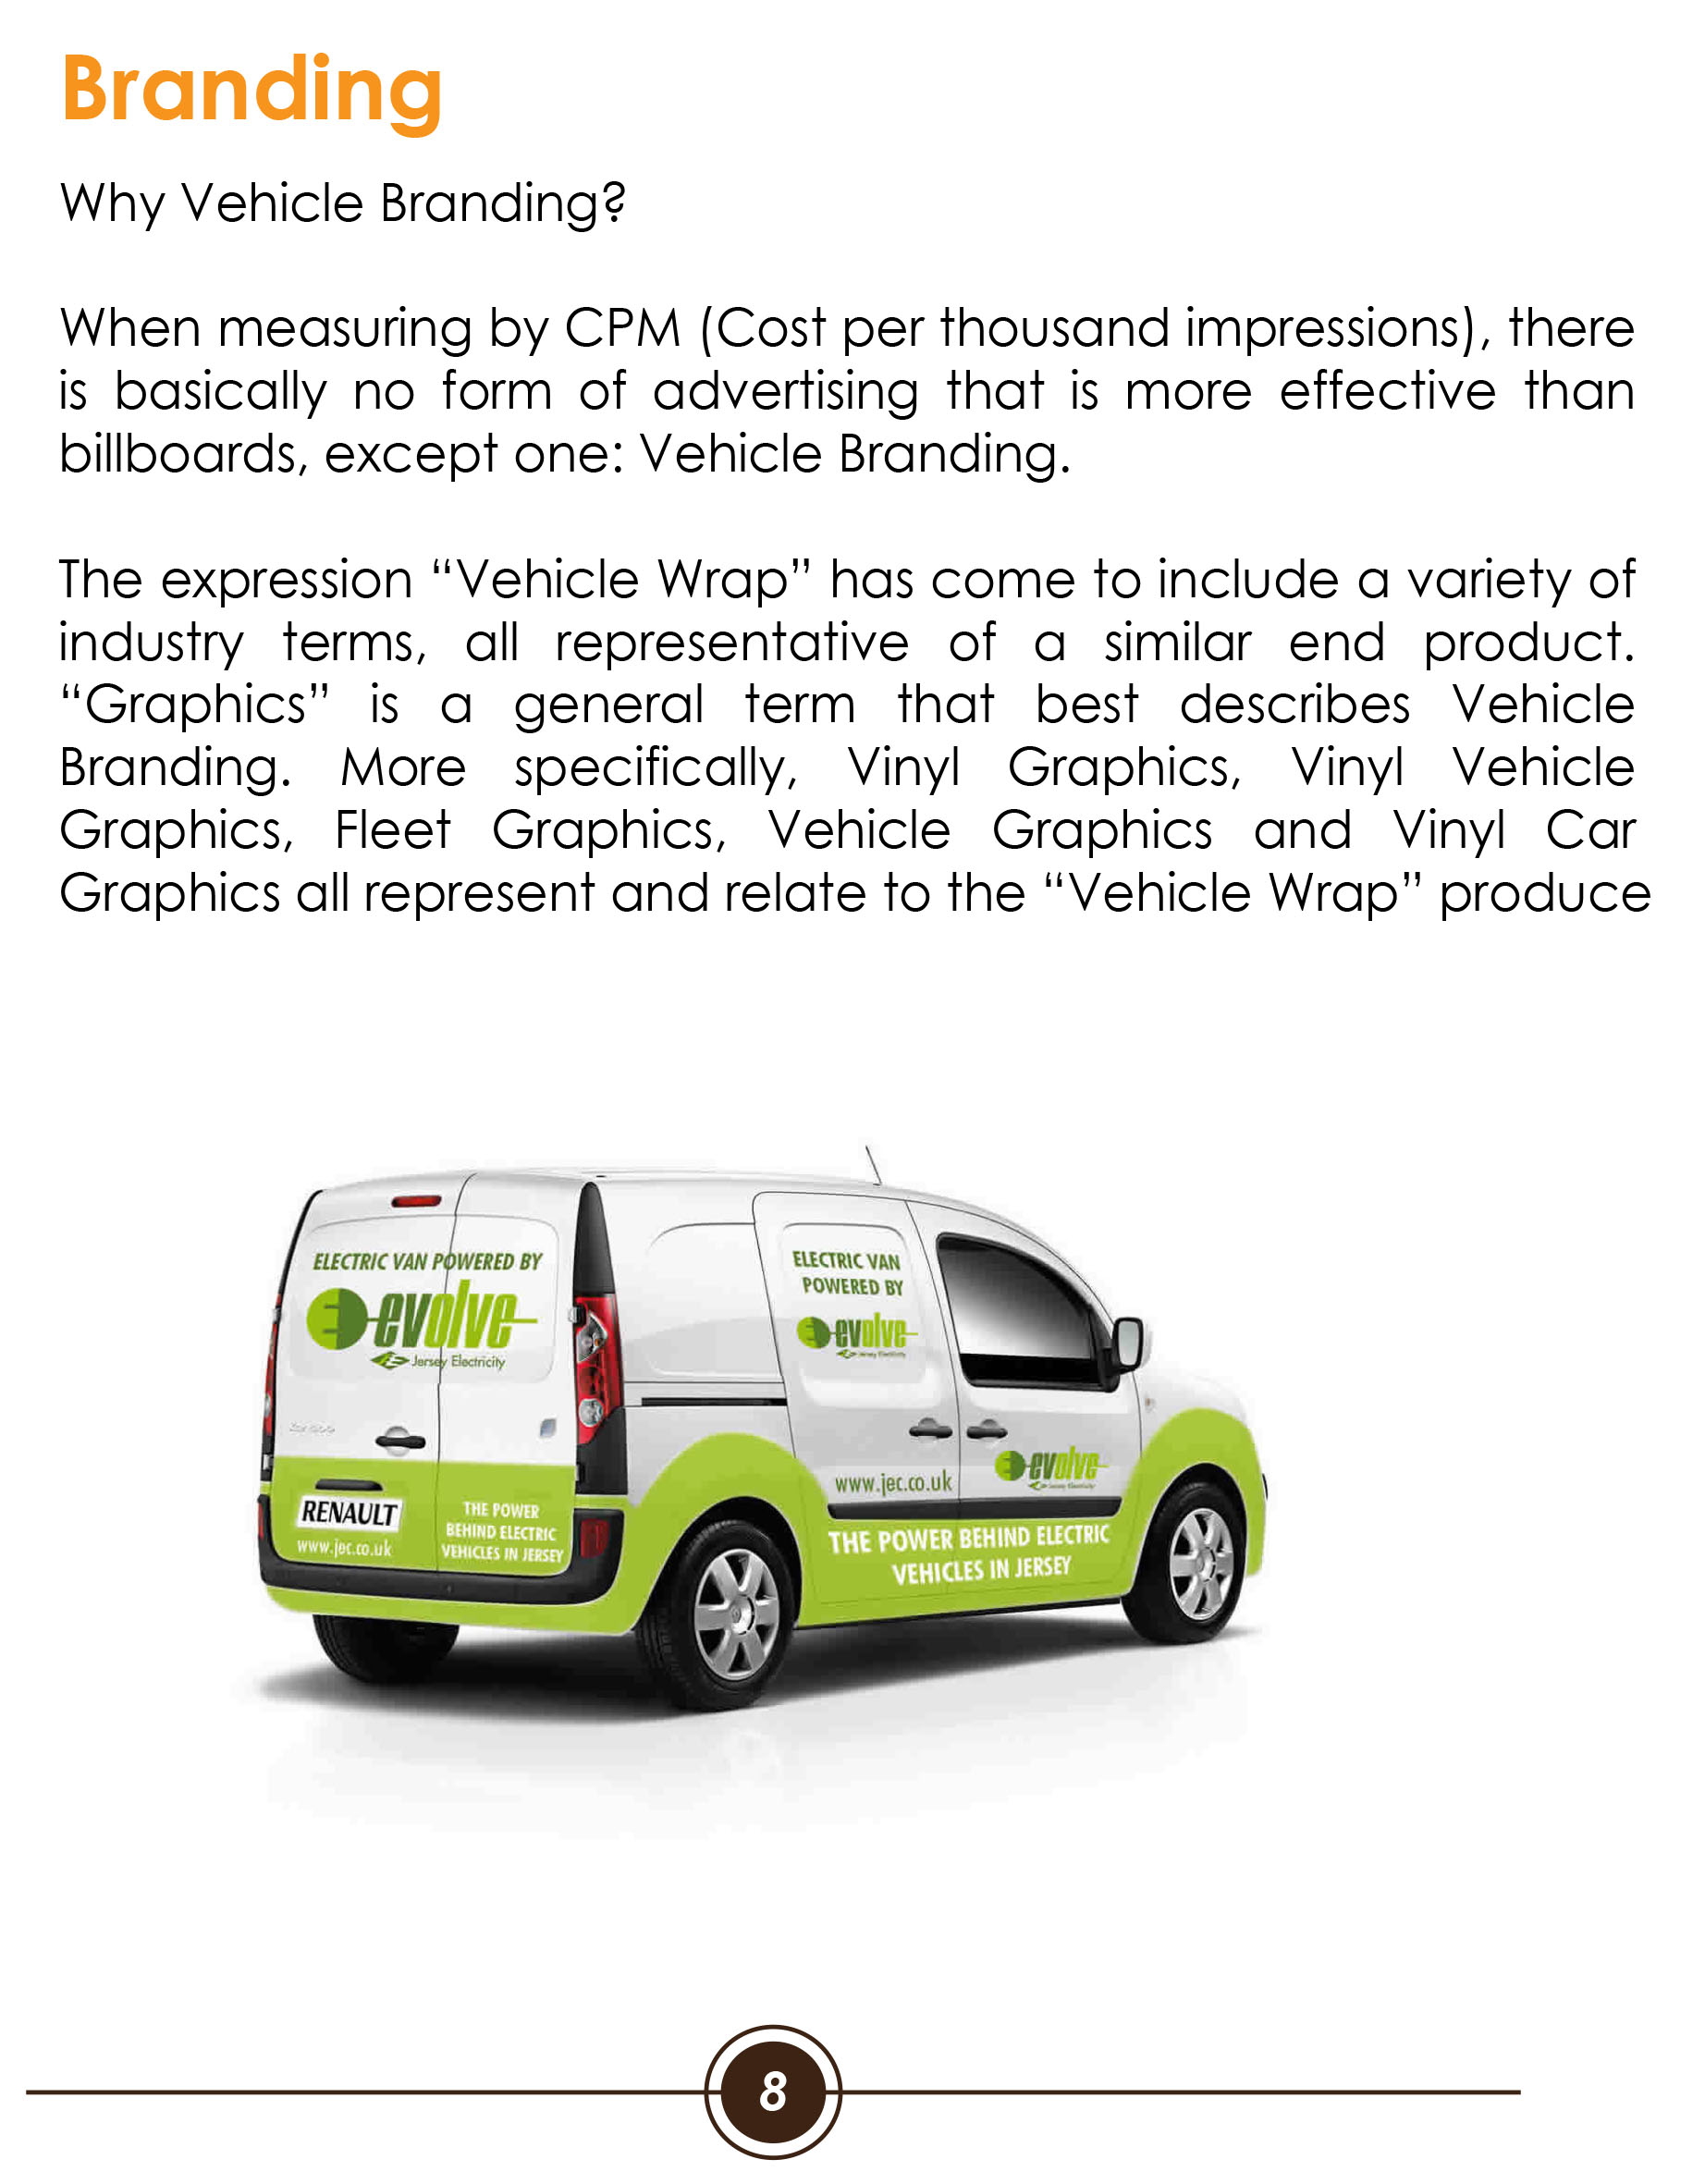 Branding
Why Vehicle Branding?
When measuring by CPM (Cost per thousand impressions), there
is basically no form of advertising that is more effective than
billboards, except one: Vehicle Branding.
The expression “Vehicle Wrap” has come to include a variety of
industry terms, all representative of a similar end product.
“Graphics” is a general term that best describes Vehicle
Branding. More specifically, Vinyl Graphics, Vinyl Vehicle
Graphics, Fleet Graphics, Vehicle Graphics and Vinyl Car
Graphics all represent and relate to the “Vehicle Wrap” produce
ELECTRIC VAN POWERED BY
evolve
Jersey Electricity
RENAULT
www.jec.co.uk
THE POWER
BEHIND ELECTRIC
VEHICLES IN JERSEY
ELECTRIC VAN
POWERED BY
evolve
Jersey Electricity
www.jec.co.uk
evolve
Jersey Electricity
THE POWER BEHIND ELECTRIC
VEHICLES IN JERSEY
8